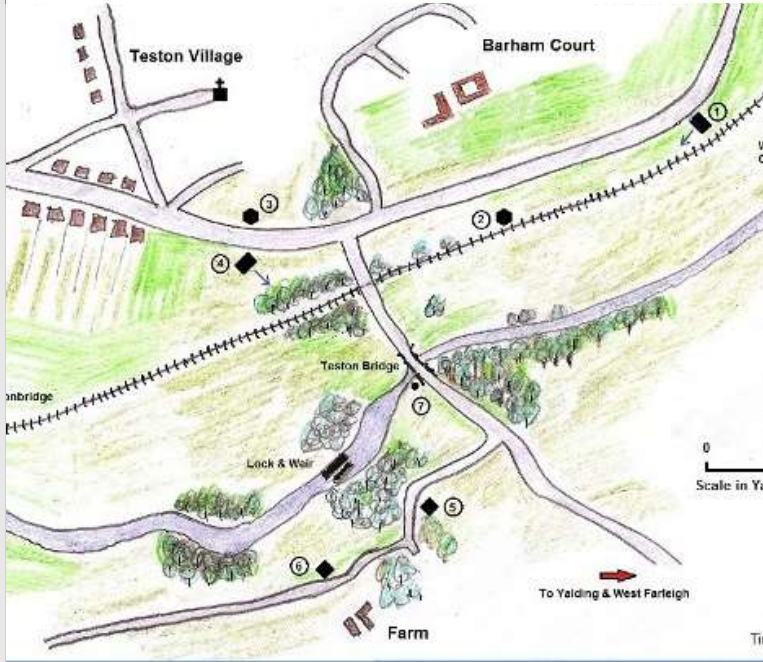 Teston Village
Barham Court
1
2
3
4
Teston Bridge
onbridge
7
Lock & Weir
0
Scale in Ya
5
6
To Yalding & West Farleigh
Farm